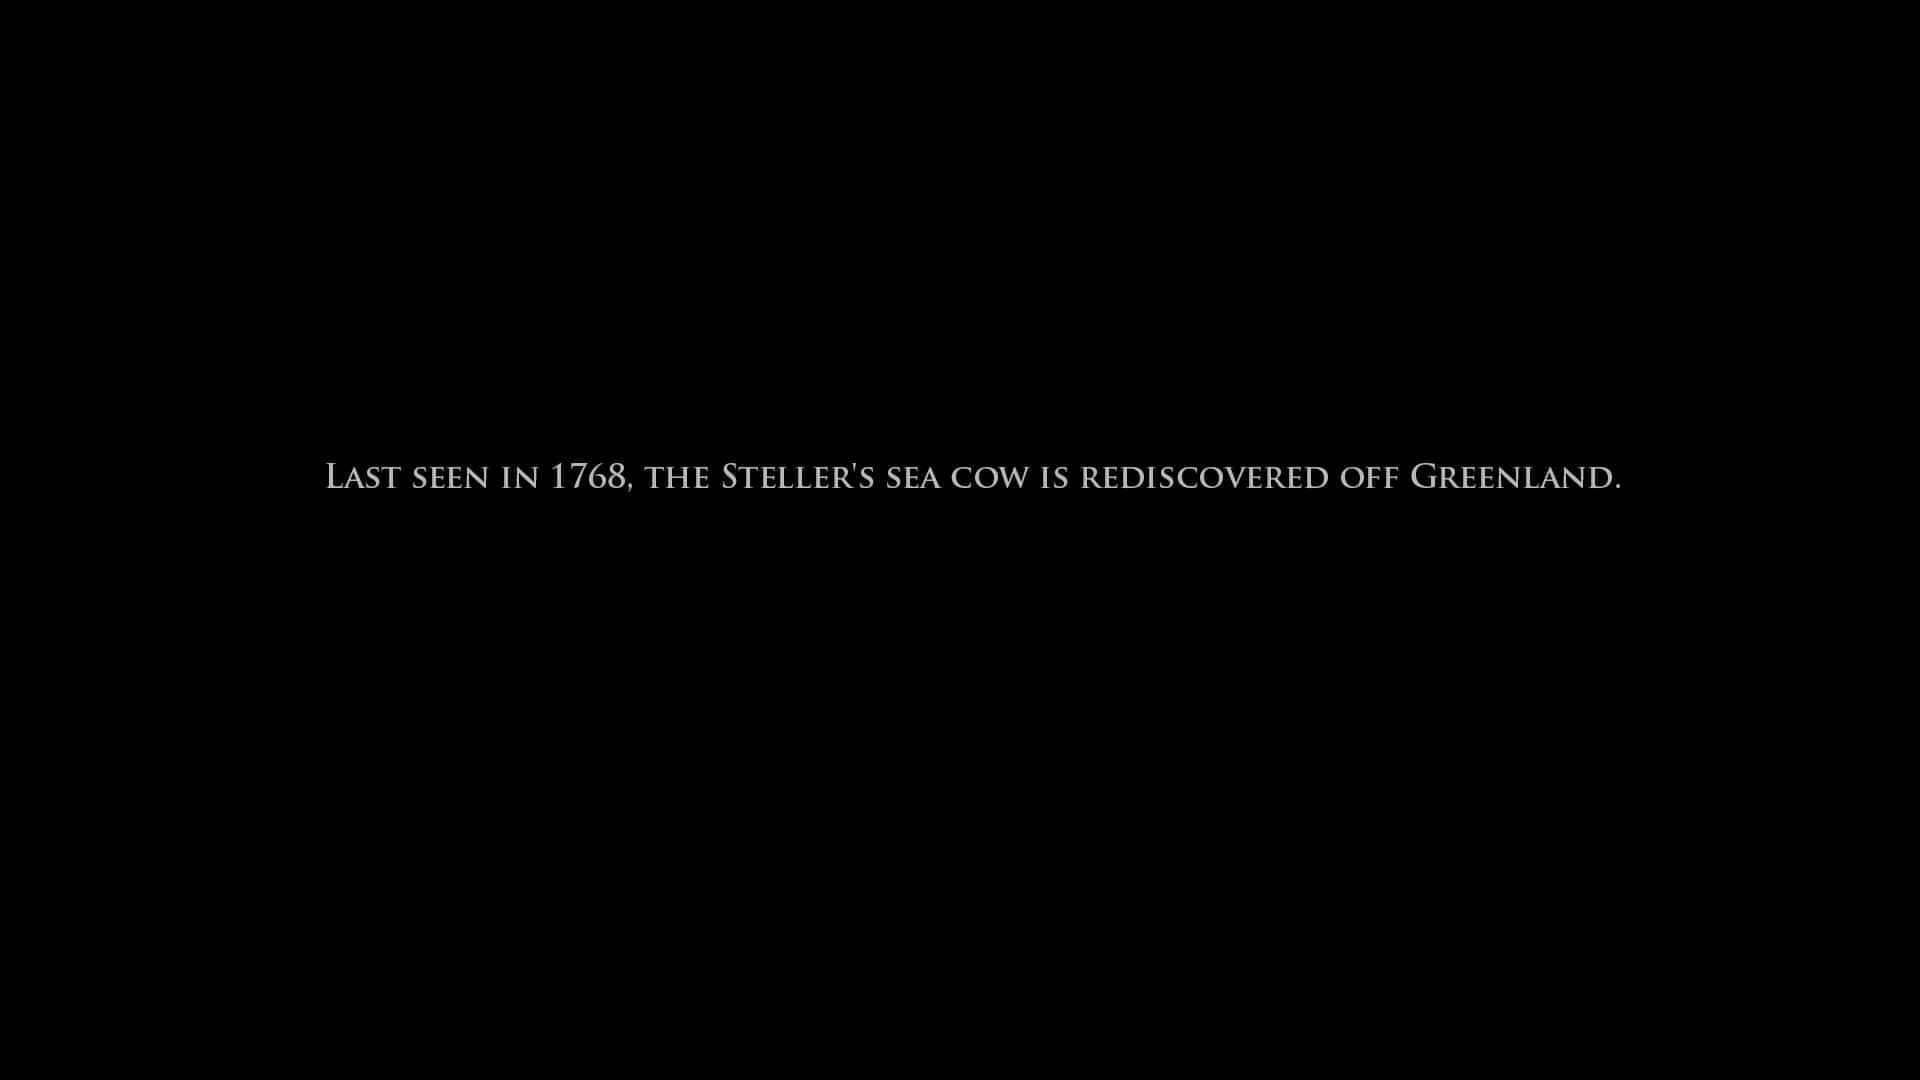 Last seen in 1768, the Steller's sea cow is rediscovered off Greenland.